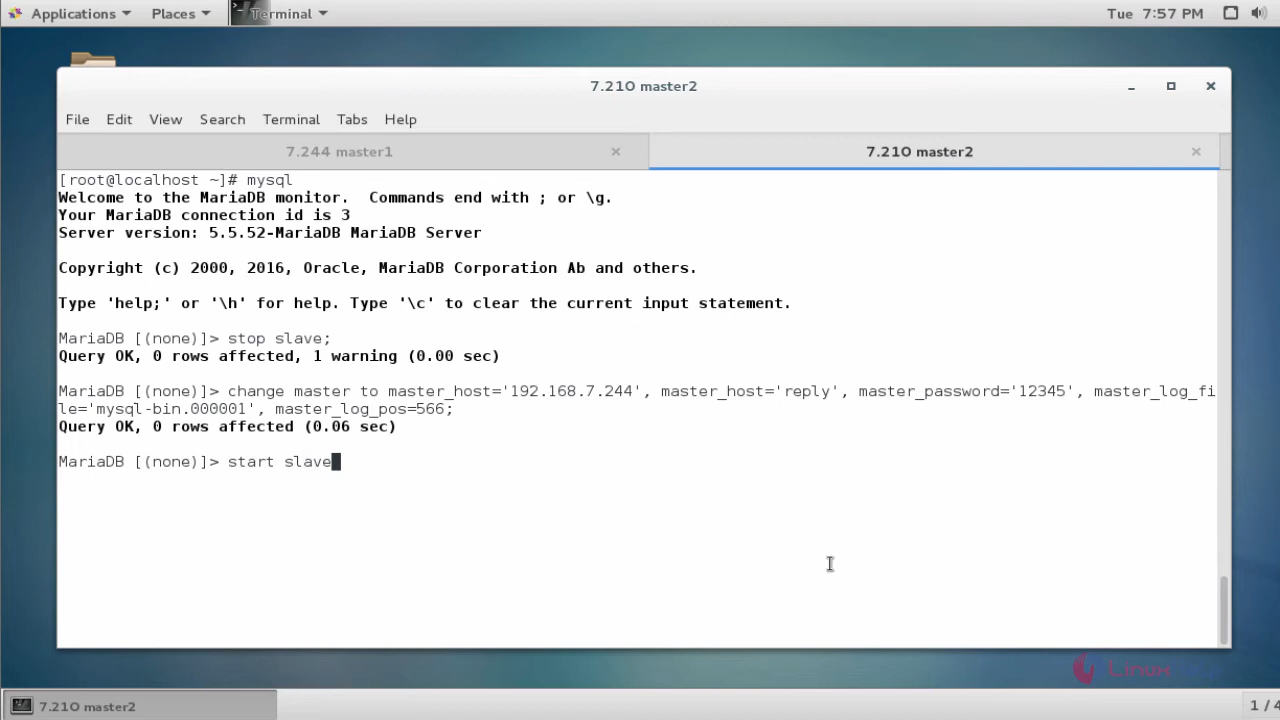 Applications Places Terminal Tue 7:57 PM
7.21O master2
File Edit View Search Terminal Tabs Help
7.244 master1 7.21O master2
[root@localhost ~]# mysql
Welcome to the MariaDB monitor.  Commands end with ; or \g.
Your MariaDB connection id is 3
Server version: 5.5.52-MariaDB MariaDB Server
Copyright (c) 2000, 2016, Oracle, MariaDB Corporation Ab and others.
Type 'help;' or '\h' for help. Type '\c' to clear the current input statement.
MariaDB [(none)]> stop slave;
Query OK, 0 rows affected, 1 warning (0.00 sec)
MariaDB [(none)]> change master to master_host='192.168.7.244', master_host='reply', master_password='12345', master_log_fi
le='mysql-bin.000001', master_log_pos=566;
Query OK, 0 rows affected (0.06 sec)
MariaDB [(none)]> start slave
7.21O master2
1 / 4